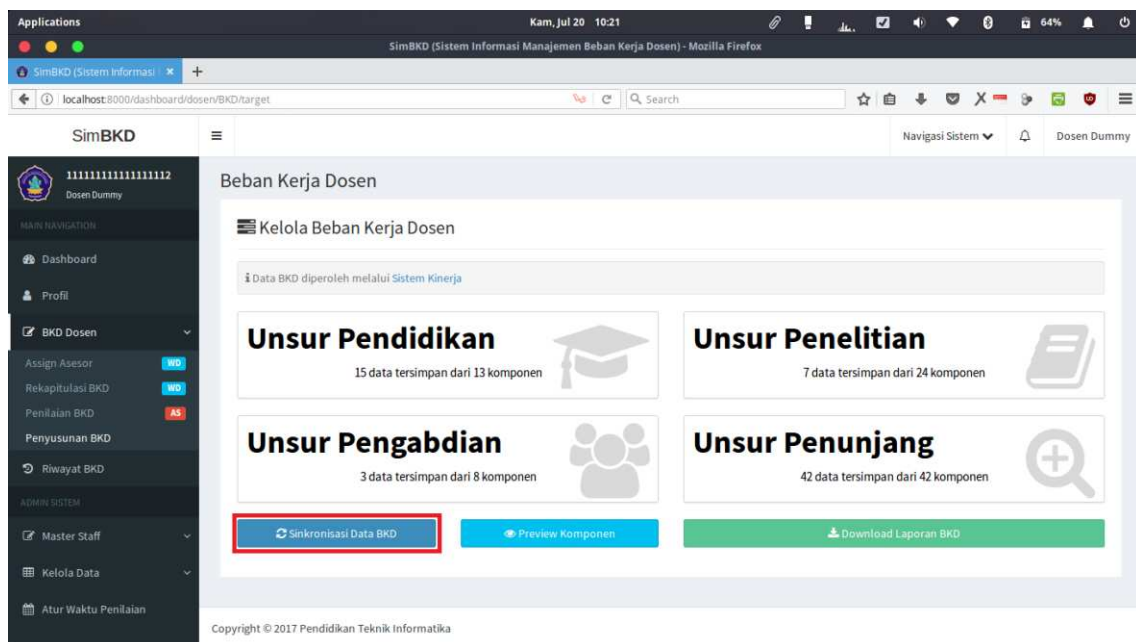 Applications
Kam, Jul 20 10:21
64%
SimBKD (Sistem Informasi Manajemen Beban Kerja Dosen) - Mozilla Firefox
SimBKD (Sistem Informasi
localhost:8000/dashboard/dosen/BKD/target
Search
SimBKD
Navigasi Sistem
Dosen Dummy
Dosen Dummy
MAIN NAVIGATION
Dashboard
Profil
BKD Dosen
Assign Asesor WD
Rekapitulasi BKD WD
Penilaian BKD AS
Penyusunan BKD
Riwayat BKD
ADMIN SISTEM
Master Staff
Kelola Data
Atur Waktu Penilaian
Beban Kerja Dosen
Kelola Beban Kerja Dosen
Data BKD diperoleh melalui Sistem Kinerja
Unsur Pendidikan
15 data tersimpan dari 13 komponen
Unsur Penelitian
7 data tersimpan dari 24 komponen
Unsur Pengabdian
3 data tersimpan dari 8 komponen
Unsur Penunjang
42 data tersimpan dari 42 komponen
Sinkronisasi Data BKD
Preview Komponen
Download Laporan BKD
Copyright © 2017 Pendidikan Teknik Informatika